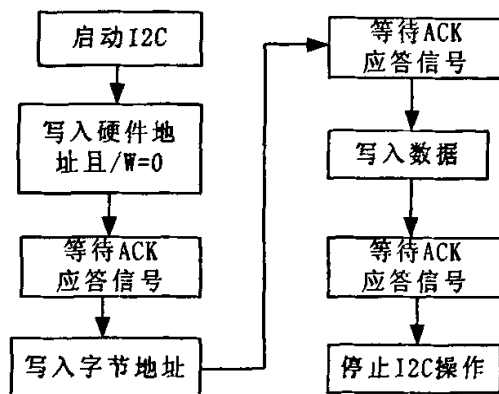 启动I2C
写入硬件地
址且/W=0
等待ACK
应答信号
写入字节地址
等待ACK
应答信号
写入数据
等待ACK
应答信号
停止I2C操作